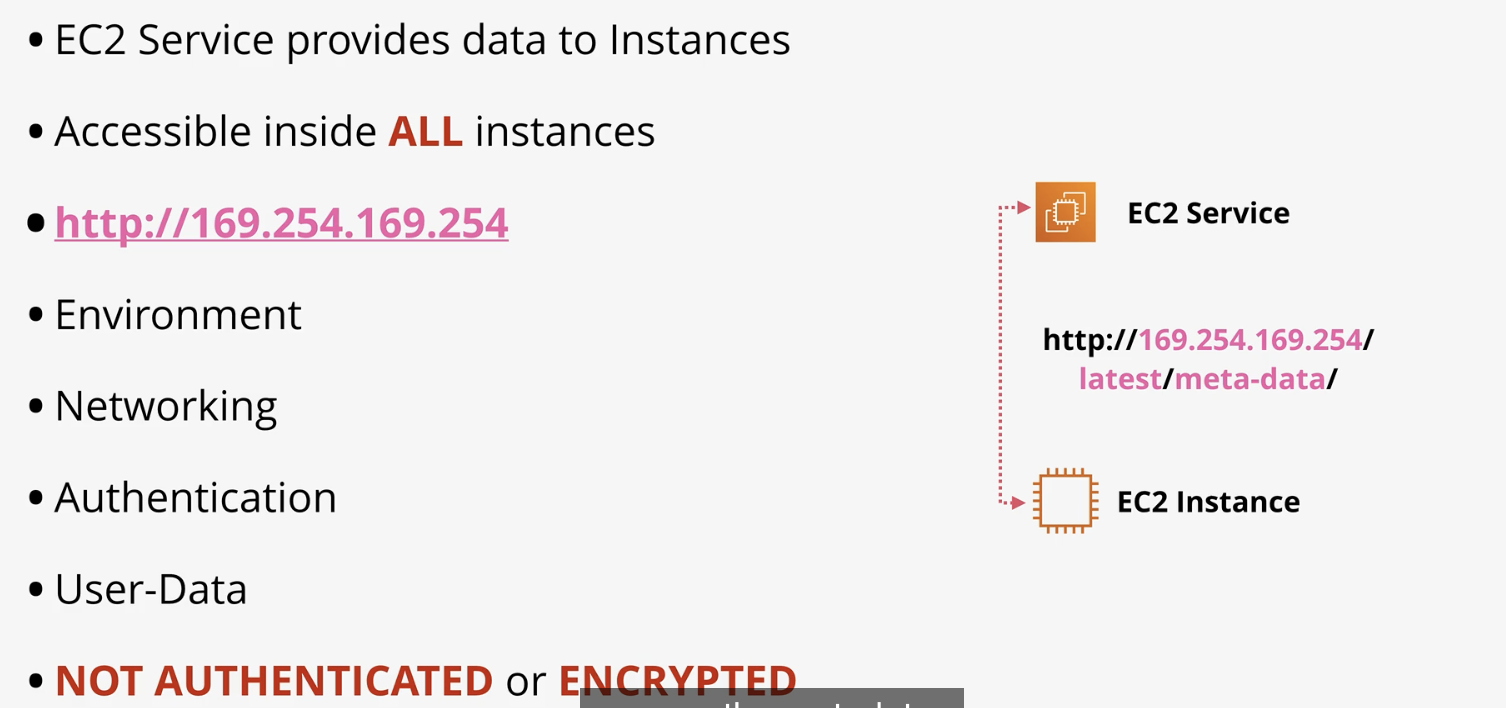 • EC2 Service provides data to Instances
• Accessible inside ALL instances
• http://169.254.169.254
• Environment
• Networking
• Authentication
• User-Data
• NOT AUTHENTICATED or ENCRYPTED
EC2 Service
http://169.254.169.254/
latest/meta-data/
EC2 Instance